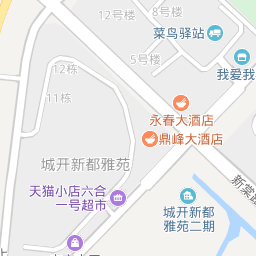 8号楼
12号楼
菜鸟驿站
我爱我
5号楼
12栋
11栋
永春大酒店
鼎峰大酒店
城开新都雅苑
天猫小店六合
一号超市
城开新都
雅苑二期
新棠路